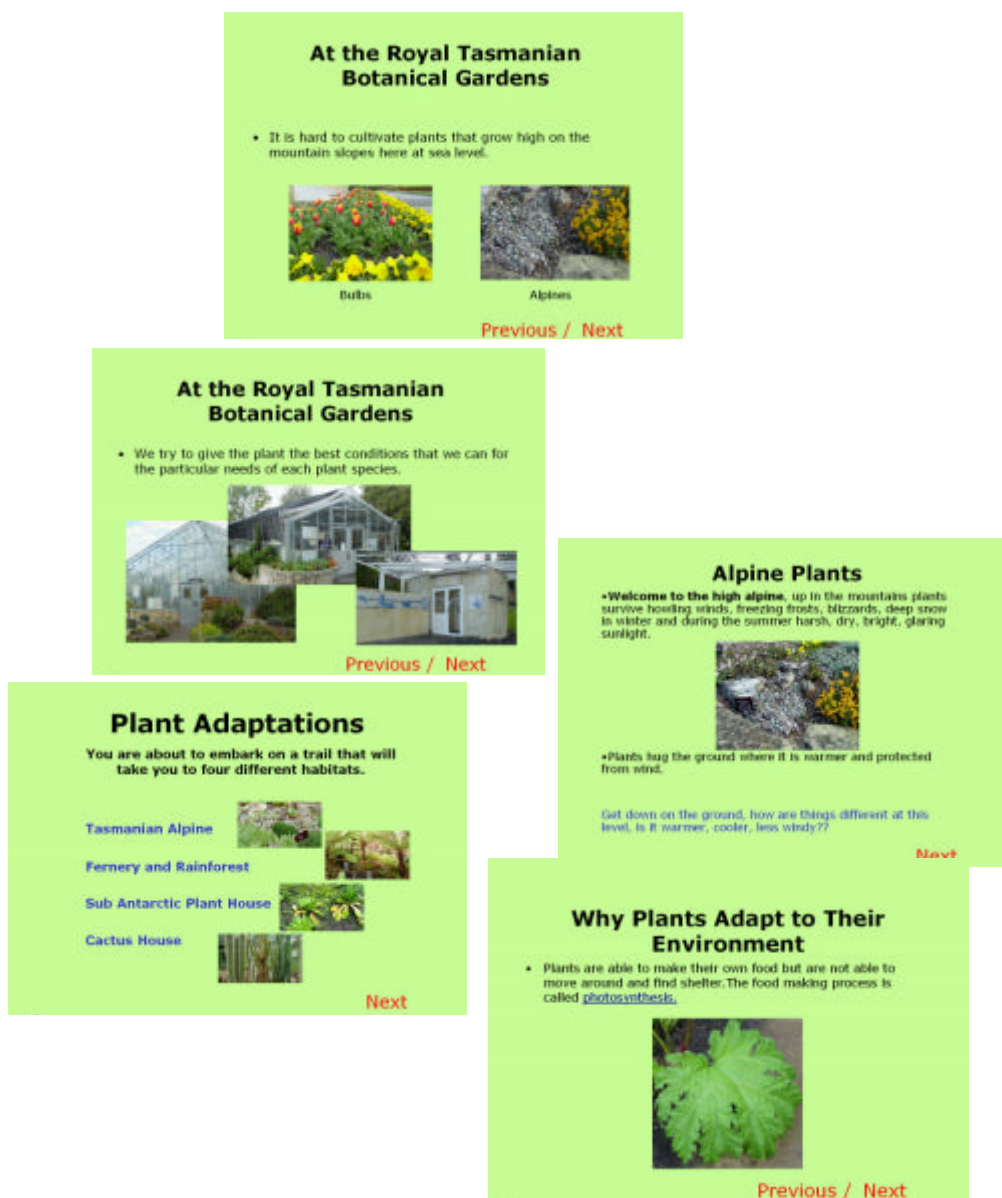 At the Royal Tasmanian
Botanical Gardens
• It is hard to cultivate plants that grow high on the
mountain slopes here at sea level.
Bulbs
Alpines
Previous / Next
At the Royal Tasmanian
Botanical Gardens
• We try to give the plant the best conditions that we can for
the particular needs of each plant species.
Previous / Next
Alpine Plants
•Welcome to the high alpine, up in the mountains plants
survive howling winds, freezing frosts, blizzards, deep snow
in winter and during the summer harsh, dry, bright, glaring
sunlight.
•Plants hug the ground where it is warmer and protected
from wind.
Get down on the ground, how are things different at this
level, is it warmer, cooler, less windy??
Next
Plant Adaptations
You are about to embark on a trail that will
take you to four different habitats.
Tasmanian Alpine
Fernery and Rainforest
Sub Antarctic Plant House
Cactus House
Next
Why Plants Adapt to Their
Environment
• Plants are able to make their own food but are not able to
move around and find shelter.The food making process is
called photosynthesis.
Previous / Next